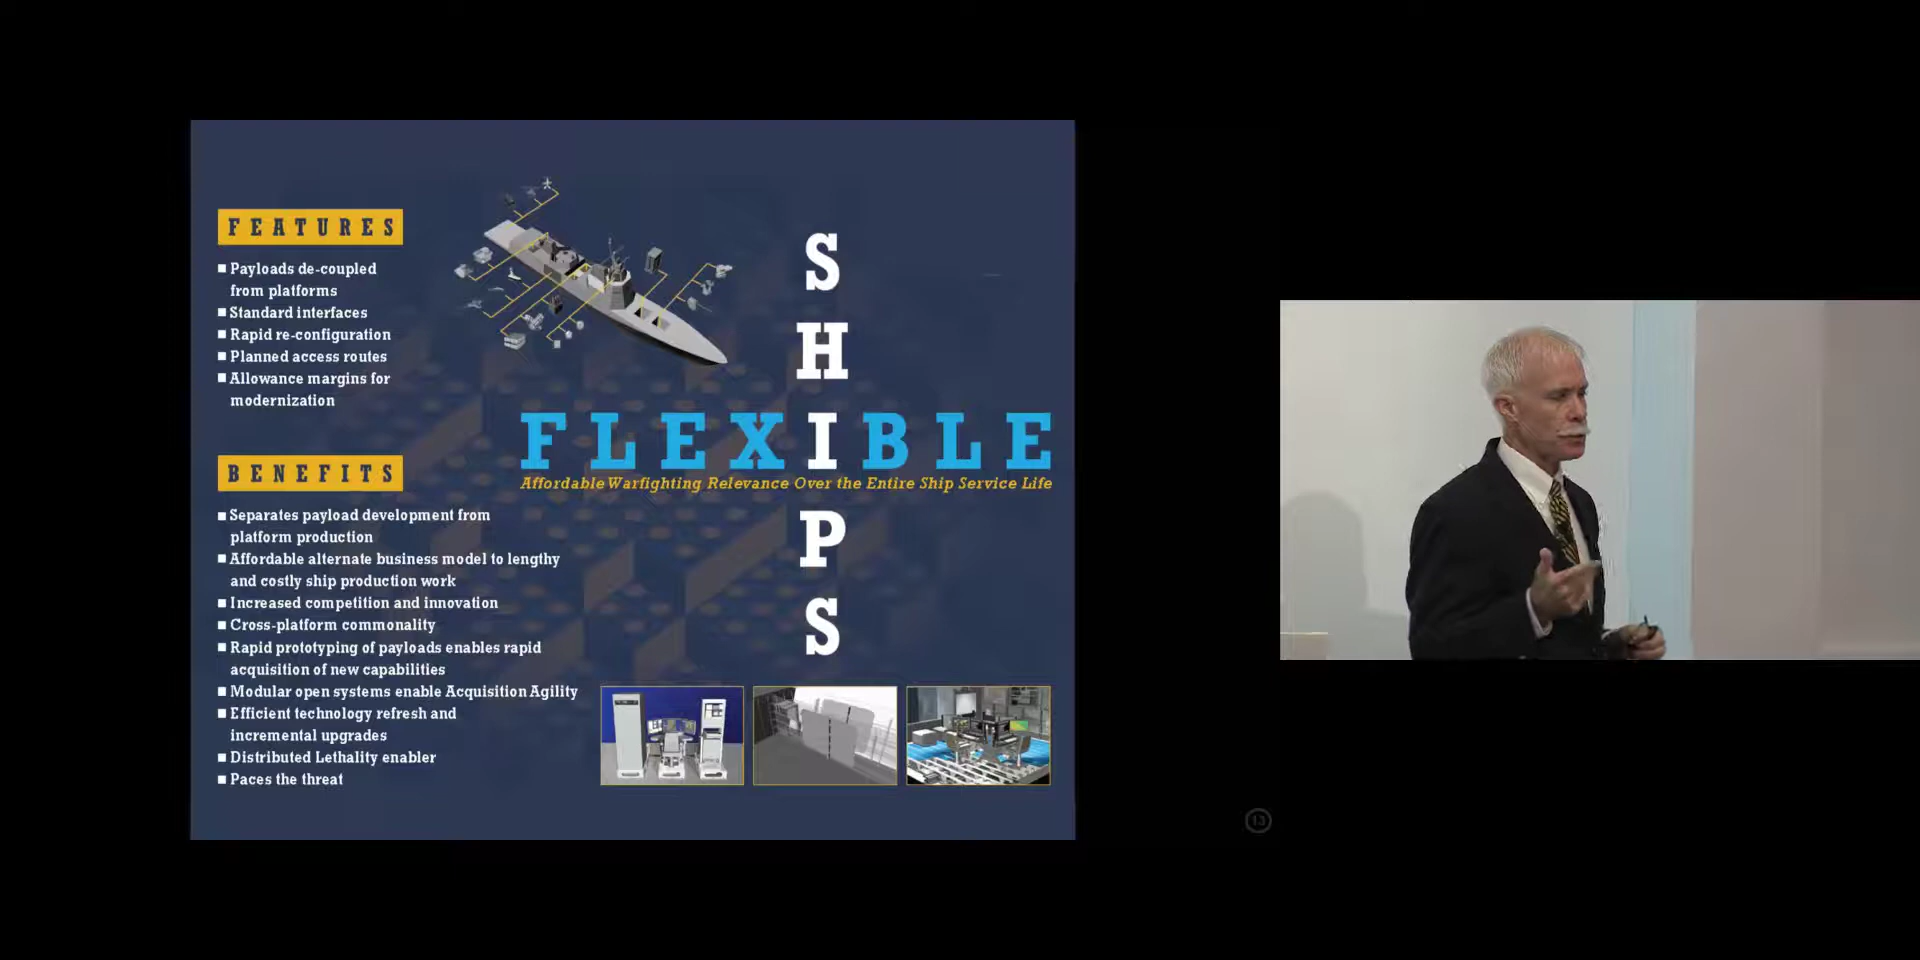 FEATURES
Payloads de-coupled
from platforms
Standard interfaces
Rapid re-configuration
Planned access routes
Allowance margins for
modernization
SHIPS
FLEXIBLE
Affordable Warfighting Relevance Over the Entire Ship Service Life
BENEFITS
Separates payload development from
platform production
Affordable alternate business model to lengthy
and costly ship production work
Increased competition and innovation
Cross-platform commonality
Rapid prototyping of payloads enables rapid
acquisition of new capabilities
Modular open systems enable Acquisition Agility
Efficient technology refresh and
incremental upgrades
Distributed Lethality enabler
Paces the threat
13